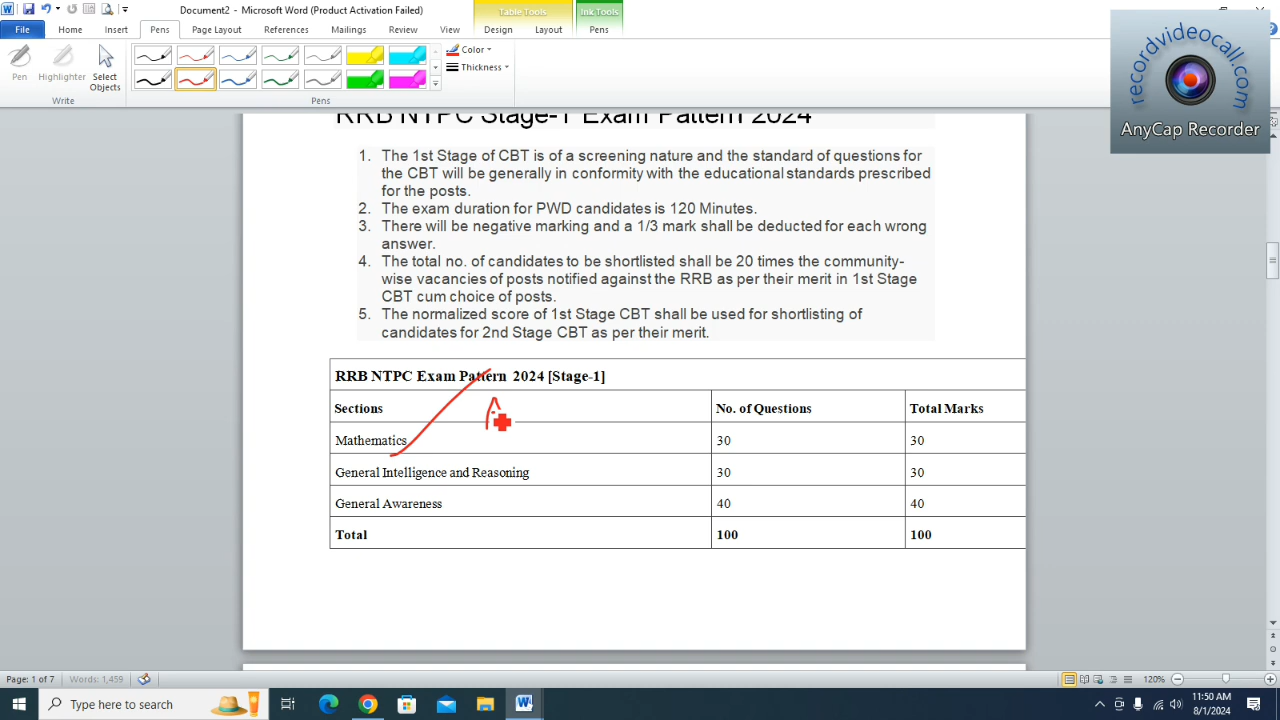 Document2 - Microsoft Word (Product Activation Failed)
Table Tools
Ink Tools
File
Home
Insert
Pens
Page Layout
References
Mailings
Review
View
Design
Layout
Pens
Pen
Highlighter
Select Objects
Color
Thickness
Write
Pens
recordvideocall.com
AnyCap Recorder
RRB NTPC Stage-1 Exam Pattern 2024
1. The 1st Stage of CBT is of a screening nature and the standard of questions for
the CBT will be generally in conformity with the educational standards prescribed
for the posts.
2. The exam duration for PWD candidates is 120 Minutes.
3. There will be negative marking and a 1/3 mark shall be deducted for each wrong
answer.
4. The total no. of candidates to be shortlisted shall be 20 times the community-
wise vacancies of posts notified against the RRB as per their merit in 1st Stage
CBT cum choice of posts.
5. The normalized score of 1st Stage CBT shall be used for shortlisting of
candidates for 2nd Stage CBT as per their merit.
RRB NTPC Exam Pattern 2024 [Stage-1]
Sections No. of Questions Total Marks
Mathematics 30 30
General Intelligence and Reasoning 30 30
General Awareness 40 40
Total 100 100
Page: 1 of 7
Words: 1,459
120%
Type here to search
11:50 AM
8/1/2024